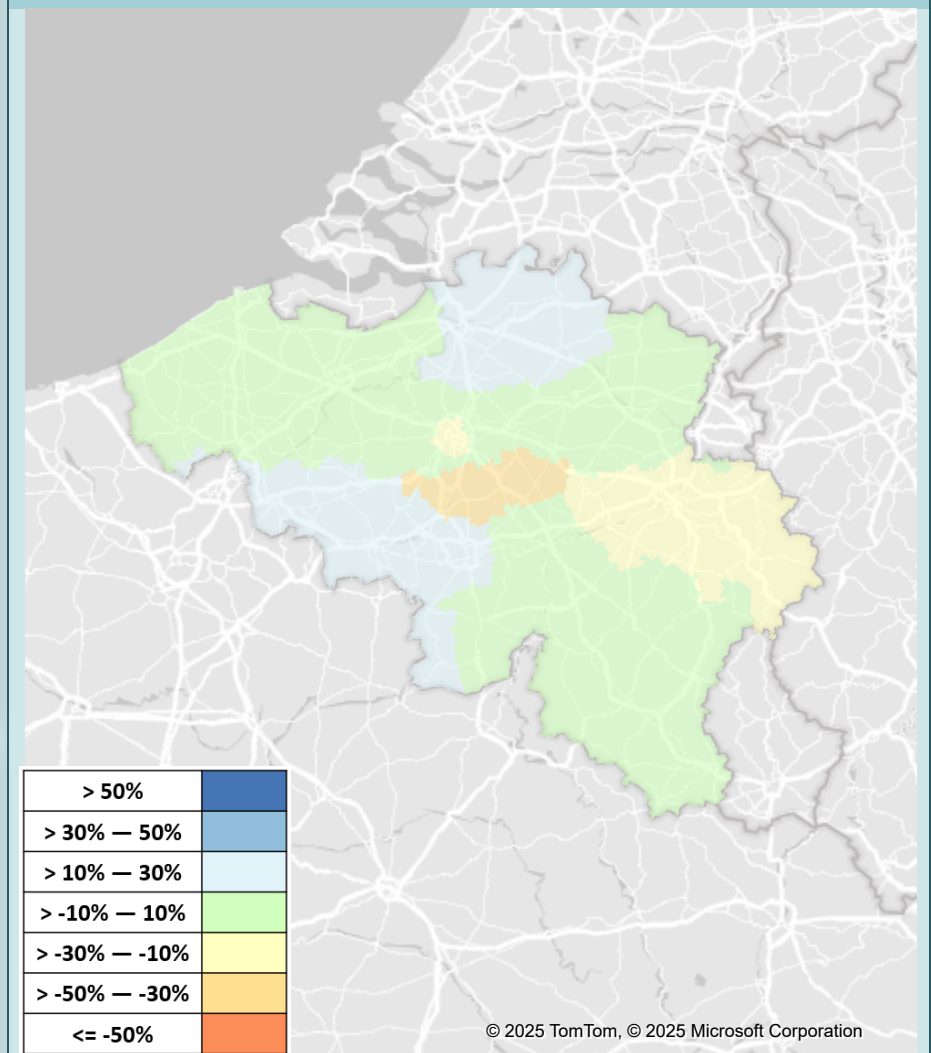 > 50%
> 30% — 50%
> 10% — 30%
> -10% — 10%
> -30% — -10%
> -50% — -30%
<= -50%
© 2025 TomTom, © 2025 Microsoft Corporation